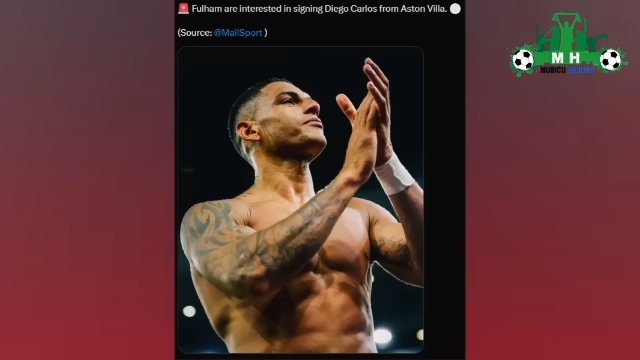 Fulham are interested in signing Diego Carlos from Aston Villa.
(Source: @MailSport )
M H